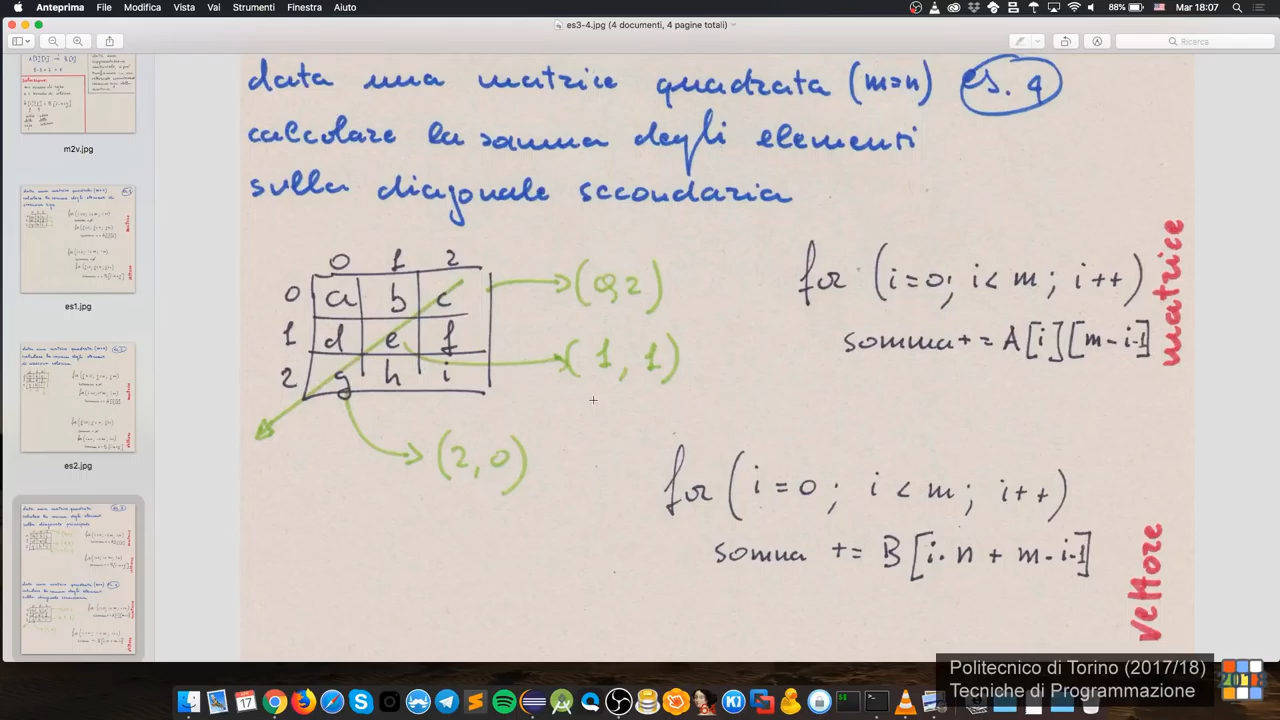 Anteprima File Modifica Vista Vai Strumenti Finestra Aiuto 88% Mar 18:07
es3-4.jpg (4 documenti, 4 pagine totali)
Ricerca
m2v.jpg
es1.jpg
es2.jpg
data una matrice quadrata (m=n) es. 4
calcolare la somma degli elementi
sulla diagonale secondaria
0 1 2
0 a b c
1 d e f
2 g h i
(0,2)
(1, 1)
(2, 0)
for (i=0; i< m; i++)
somma += A[i][m-i-1]
matrice
for (i=0; i< m; i++)
somma += B[i·n + m-i-1]
vettore
Politecnico di Torino (2017/18)
Tecniche di Programmazione
2018